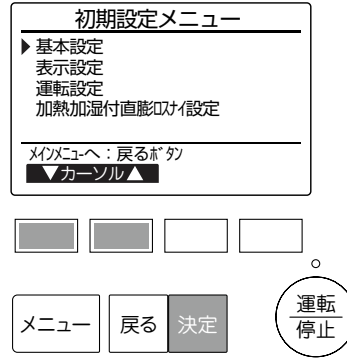 初期設定メニュー
▶基本設定
表示設定
運転設定
加熱加湿付直膨ロスナイ設定
メインメニューへ：戻るボタン
▼カーソル▲
メニュー
戻る
決定
運転
停止